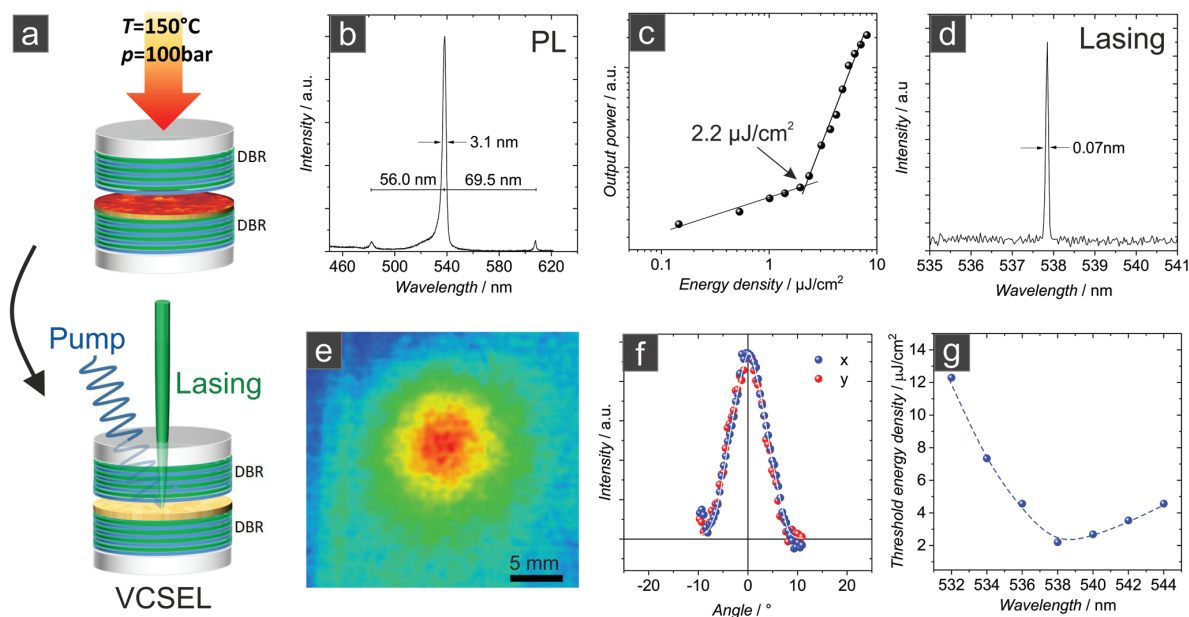 a
T=150°C
p=100bar
DBR
DBR
Pump
Lasing
DBR
DBR
VCSEL
b
PL
Intensity / a.u.
3.1 nm
56.0 nm
69.5 nm
460 500 540 580 620
Wavelength / nm
c
Output power / a.u.
2.2 µJ/cm²
0.1 1 10
Energy density / µJ/cm²
d
Lasing
Intensity / a.u
0.07nm
535 536 537 538 539 540 541
Wavelength / nm
e
5 mm
f
x
y
Intensity / a.u.
-20 -10 0 10 20
Angle / °
g
Threshold energy density / µJ/cm²
14
12
10
8
6
4
2
532 534 536 538 540 542 544
Wavelength / nm